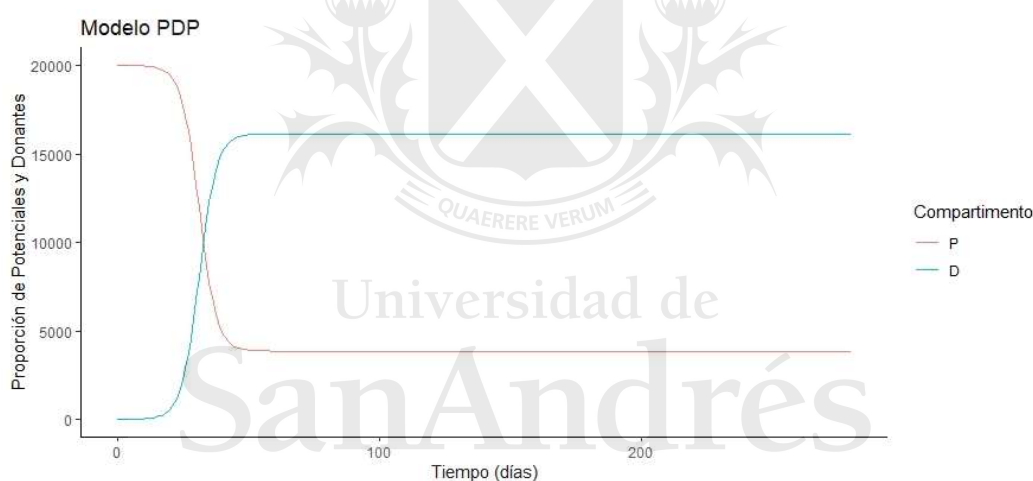 Modelo PDP
Proporción de Potenciales y Donantes
20000
15000
10000
5000
0
0
100
200
Tiempo (días)
Compartimento
P
D
QUAERERE VERUM
Universidad de
SanAndrés